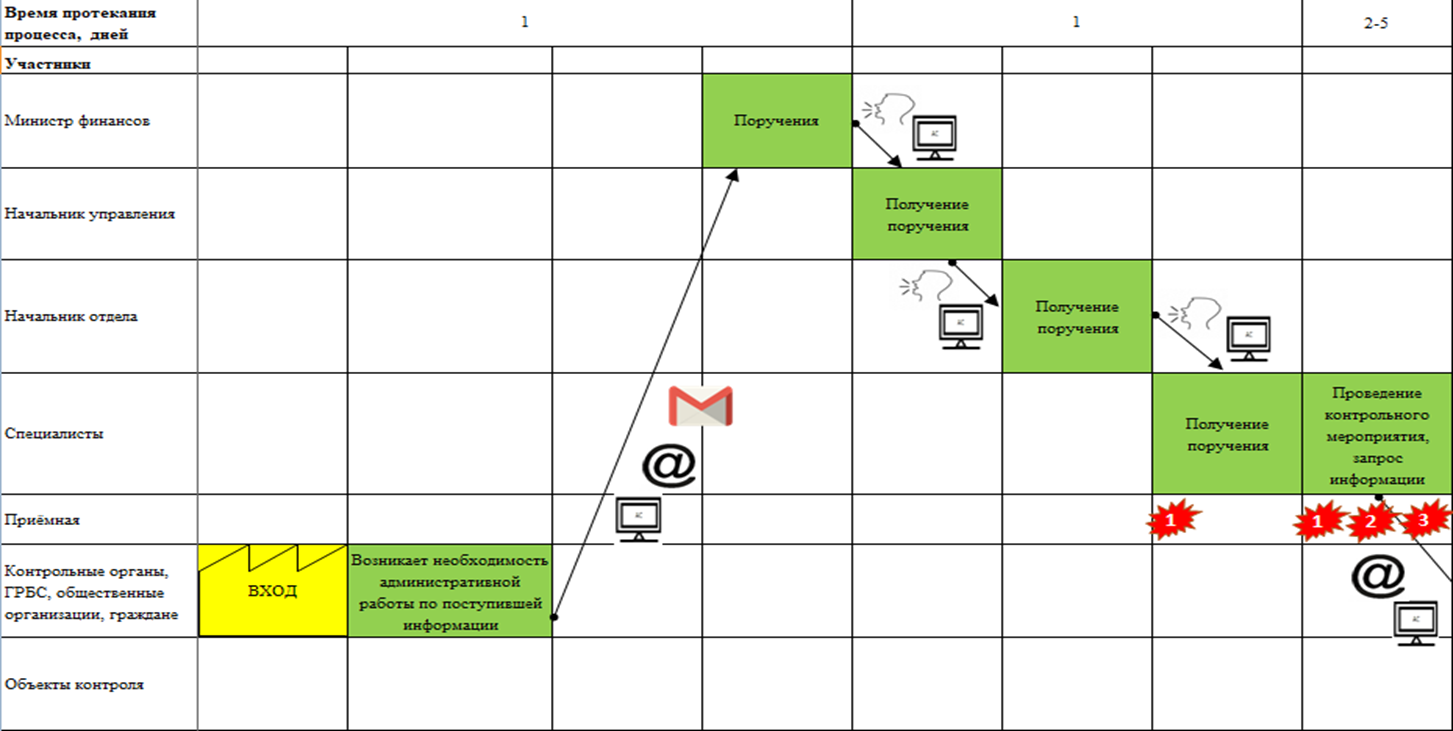 Время протекания
процесса, дней
1
1
2-5
Участники
Министр финансов
Поручения
Начальник управления
Получение
поручения
Начальник отдела
Получение
поручения
Специалисты
Получение
поручения
Проведение
контрольного
мероприятия,
запрос
информации
@
Приёмная
1
1
2
3
Контрольные органы,
ГРБС, общественные
организации, граждане
ВХОД
Возникает необходимость
административной
работы по поступившей
информации
@
Объекты контроля